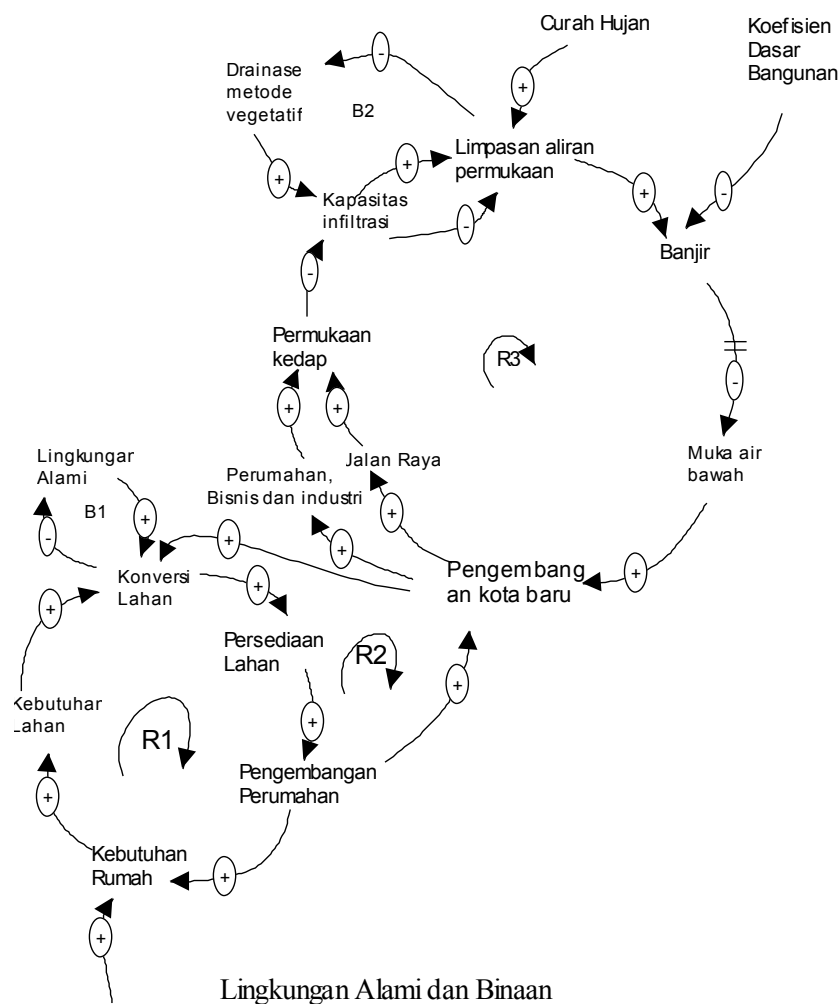 Curah Hujan
Koefisien
Dasar
Bangunan
Drainase
metode
vegetatif
B2
-
+
+
Limpasan aliran
permukaan
+
+
-
Kapasitas
infiltrasi
-
Banjir
-
Permukaan
kedap
R3
-
+
+
Muka air
bawah
Lingkungar
Alami
Perumahan,
Bisnis dan industri
Jalan Raya
B1
+
+
+
-
+
Konversi
Lahan
+
Pengembang
an kota baru
+
+
Persediaan
Lahan
R2
+
Kebutuhar
Lahan
R1
+
Pengembangan
Perumahan
+
Kebutuhan
Rumah
+
+
Lingkungan Alami dan Binaan